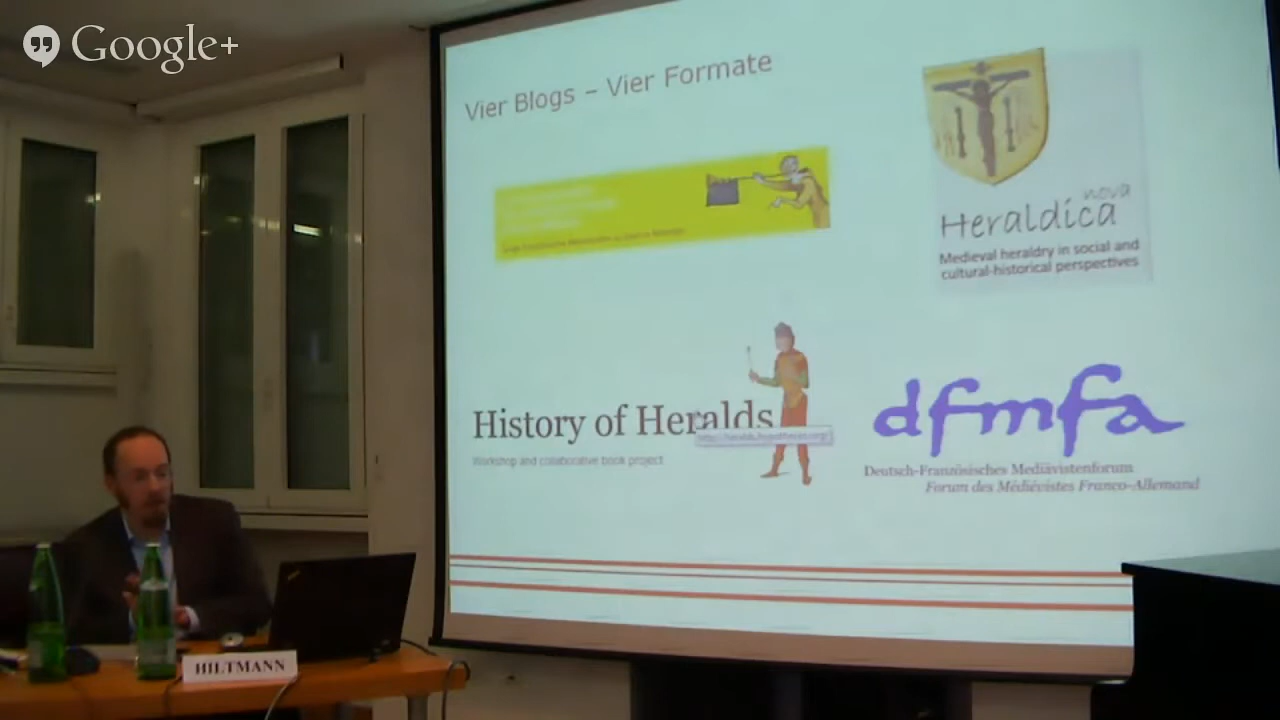 Google+
Vier Blogs – Vier Formate
nova
Heraldica
Medieval heraldry in social and
cultural-historical perspectives
History of Heralds
Workshop and collaborative book project
dfmfa
Deutsch-Französisches Mediävistenforum
Forum des Médiévistes Franco-Allemand
HILTMANN